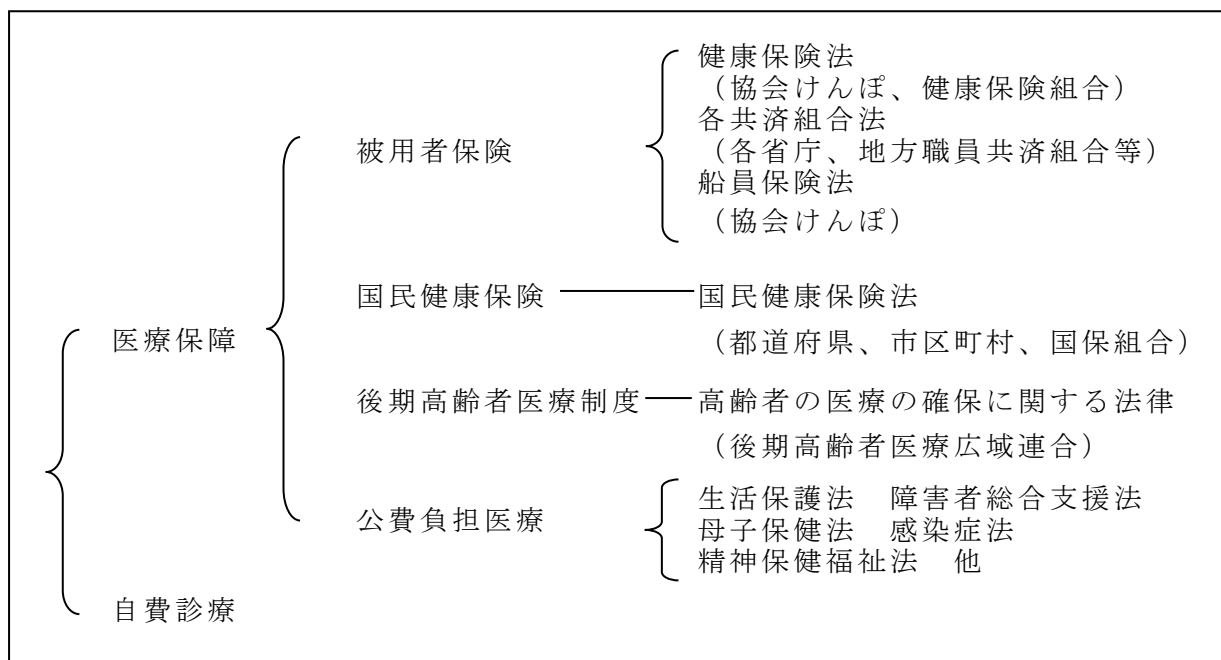 医療保障
被用者保険
健康保険法
（協会けんぽ、健康保険組合）
各共済組合法
（各省庁、地方職員共済組合等）
船員保険法
（協会けんぽ）
国民健康保険
国民健康保険法
（都道府県、市区町村、国保組合）
後期高齢者医療制度
高齢者の医療の確保に関する法律
（後期高齢者医療広域連合）
公費負担医療
生活保護法　障害者総合支援法
母子保健法　感染症法
精神保健福祉法　他
自費診療